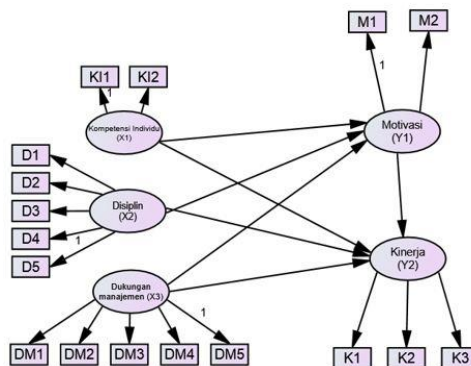 M1
M2
1
KI1
KI2
1
Kompetensi Individu
(X1)
Motivasi
(Y1)
D1
D2
D3
D4
D5
1
Disiplin
(X2)
Kinerja
(Y2)
Dukungan
manajemen (X3)
1
DM1
DM2
DM3
DM4
DM5
K1
K2
K3